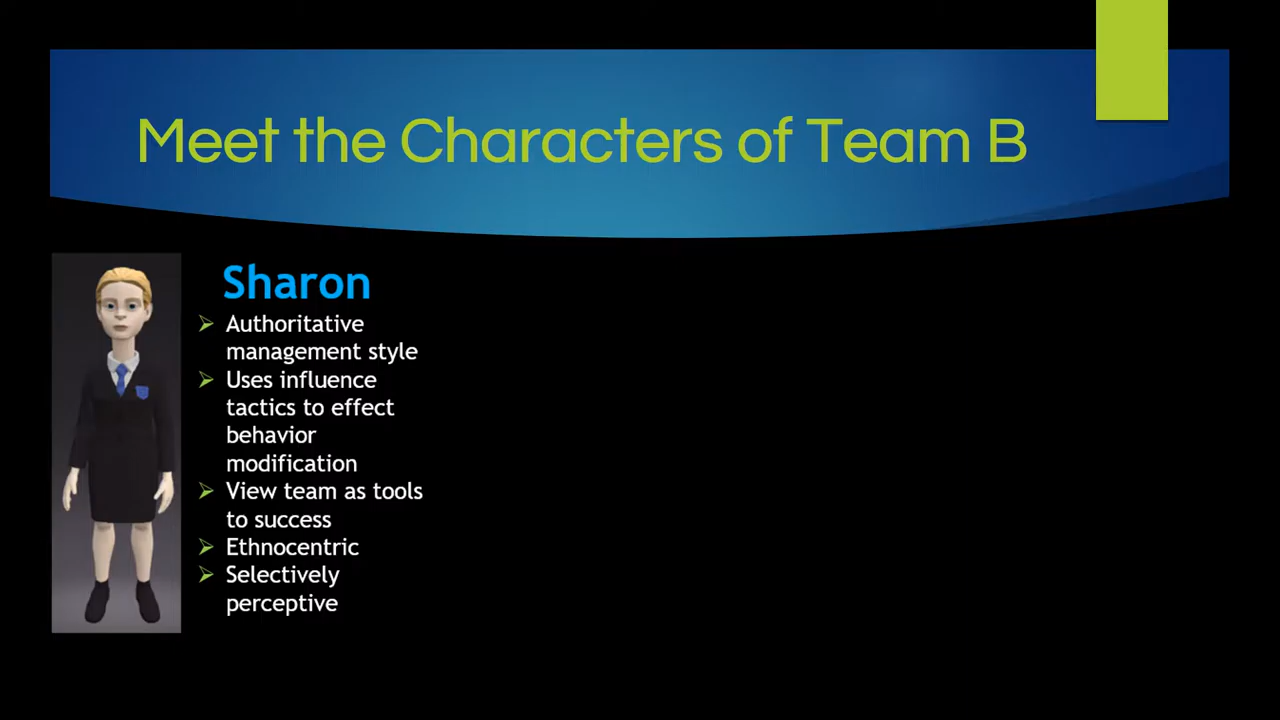 Meet the Characters of Team B
Sharon
Authoritative
management style
Uses influence
tactics to effect
behavior
modification
View team as tools
to success
Ethnocentric
Selectively
perceptive